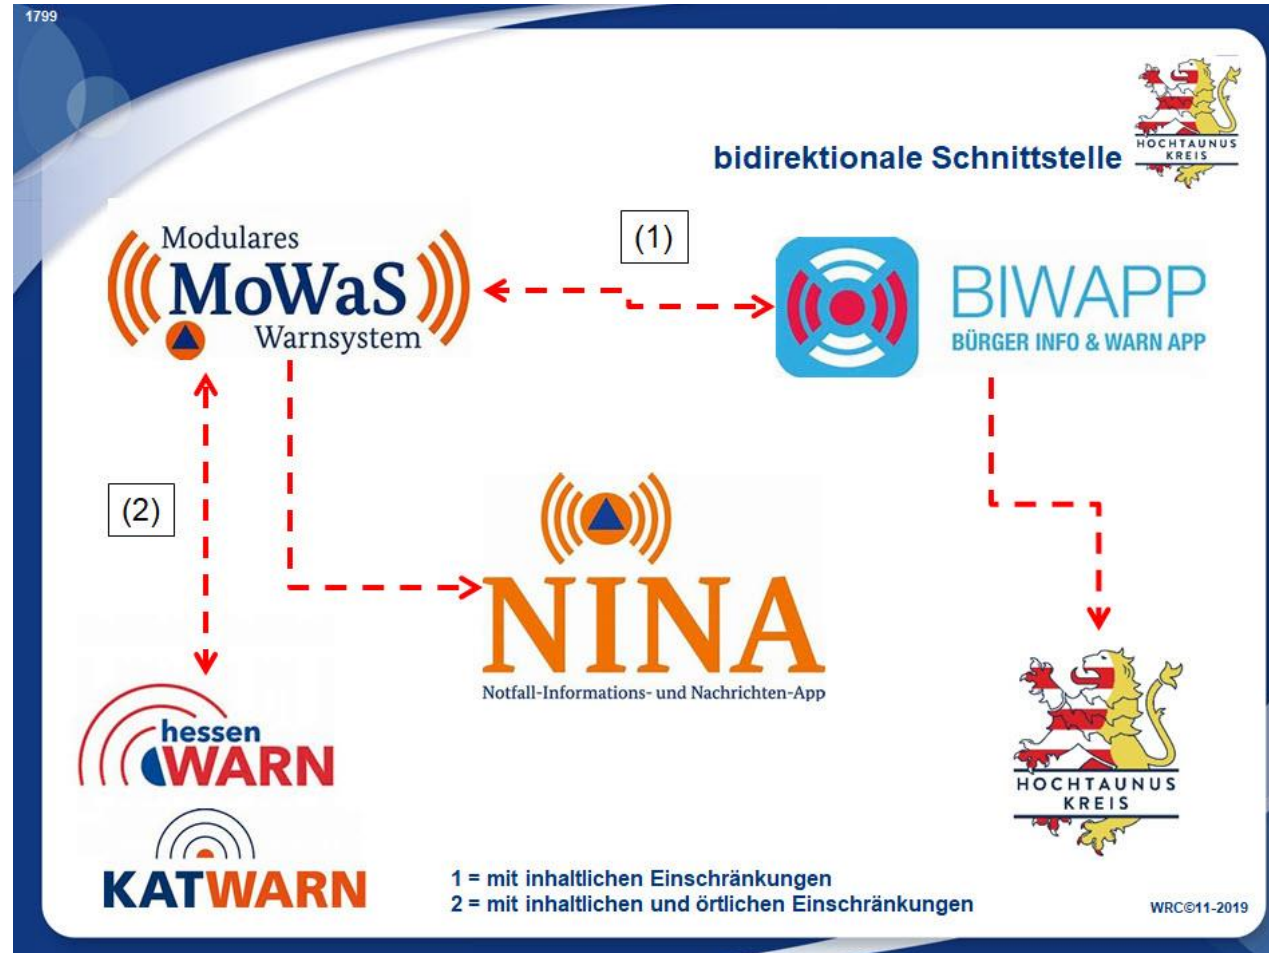 1799
bidirektionale Schnittstelle
HOCHTAUNUS
KREIS
Modulares
MoWaS
Warnsystem
(1)
BIWAPP
BÜRGER INFO & WARN APP
(2)
NINA
Notfall-Informations- und Nachrichten-App
hessen
WARN
HOCHTAUNUS
KREIS
KATWARN
1 = mit inhaltlichen Einschränkungen
2 = mit inhaltlichen und örtlichen Einschränkungen
WRC©11-2019